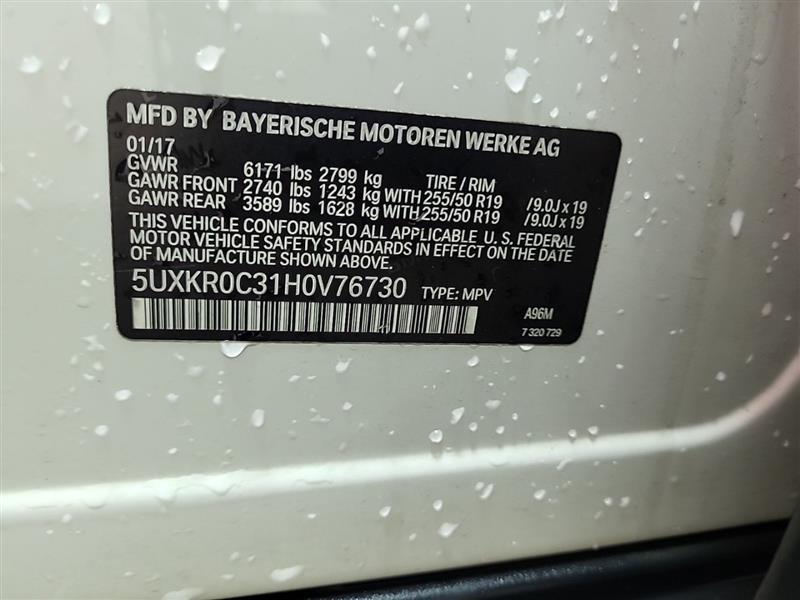 MFD BY BAYERISCHE MOTOREN WERKE AG
01/17
GVWR 6171 lbs 2799 kg TIRE / RIM
GAWR FRONT 2740 lbs 1243 kg WITH 255/50 R19 / 9.0J x 19
GAWR REAR 3589 lbs 1628 kg WITH 255/50 R19 / 9.0J x 19
THIS VEHICLE CONFORMS TO ALL APPLICABLE U. S. FEDERAL
MOTOR VEHICLE SAFETY STANDARDS IN EFFECT ON THE DATE
OF MANUFACTURE SHOWN ABOVE.
5UXKR0C31H0V76730 TYPE: MPV
A96M
7 320 729